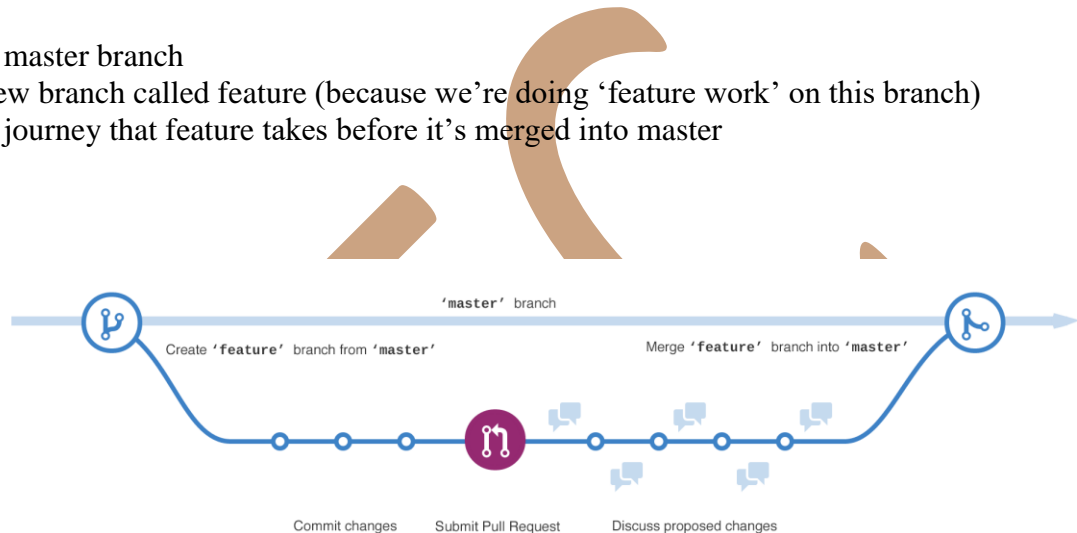 master branch
ew branch called feature (because we’re doing ‘feature work’ on this branch)
journey that feature takes before it’s merged into master
‘master’ branch
Create ‘feature’ branch from ‘master’
Merge ‘feature’ branch into ‘master’
Commit changes
Submit Pull Request
Discuss proposed changes